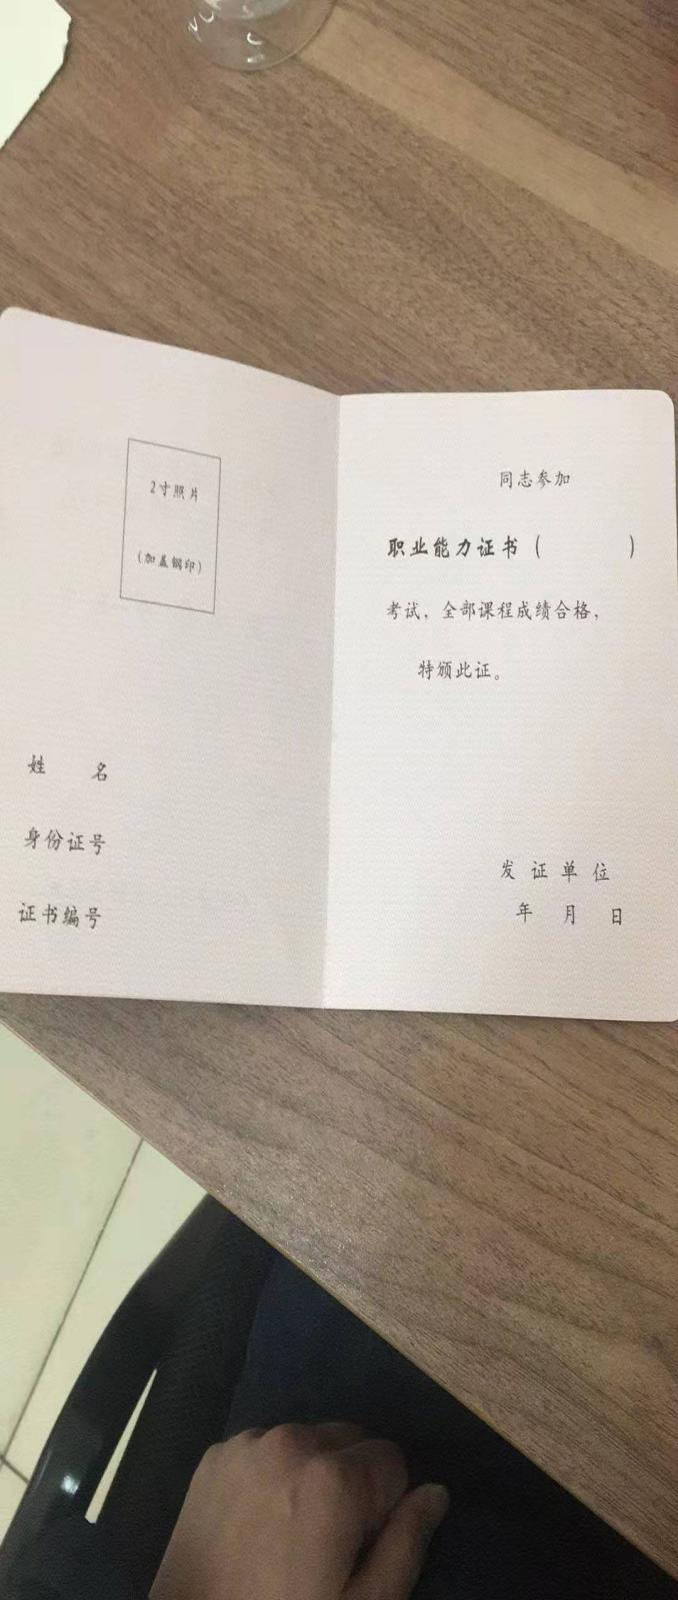 2寸照片
(加盖钢印)
姓 名
身份证号
证书编号
同志参加
职业能力证书 ( )
考试，全部课程成绩合格，
特颁此证。
发证单位
年 月 日